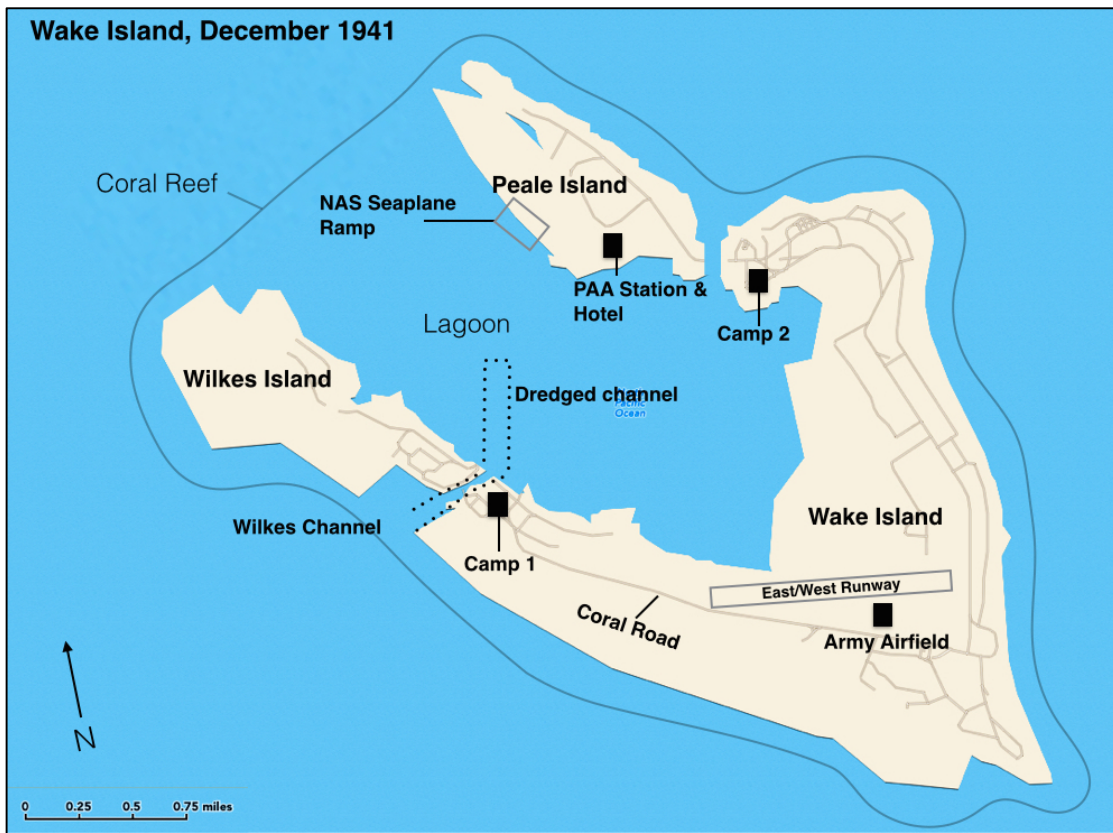 Wake Island, December 1941
Coral Reef
Peale Island
NAS Seaplane
Ramp
PAA Station &
Hotel
Camp 2
Lagoon
Wilkes Island
Dredged channel
Pacific
Ocean
Wilkes Channel
Camp 1
Wake Island
East/West Runway
Coral Road
Army Airfield
N
0 0.25 0.5 0.75 miles